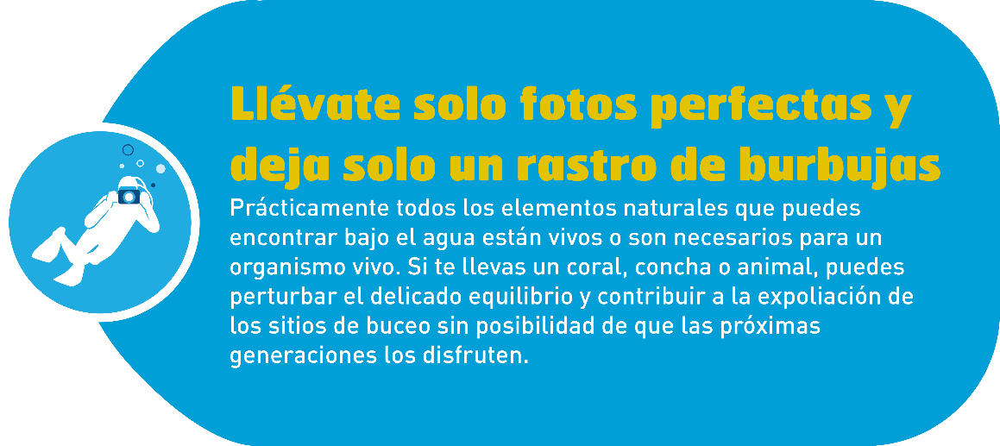 Llévate solo fotos perfectas y
deja solo un rastro de burbujas
Prácticamente todos los elementos naturales que puedes
encontrar bajo el agua están vivos o son necesarios para un
organismo vivo. Si te llevas un coral, concha o animal, puedes
perturbar el delicado equilibrio y contribuir a la expoliación de
los sitios de buceo sin posibilidad de que las próximas
generaciones los disfruten.